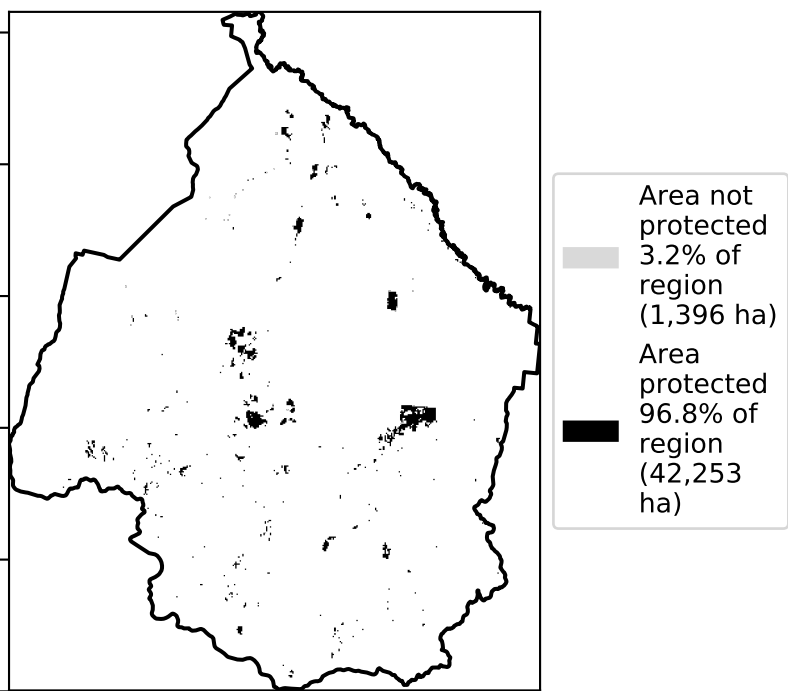 Area not
protected
3.2% of
region
(1,396 ha)
Area
protected
96.8% of
region
(42,253
ha)